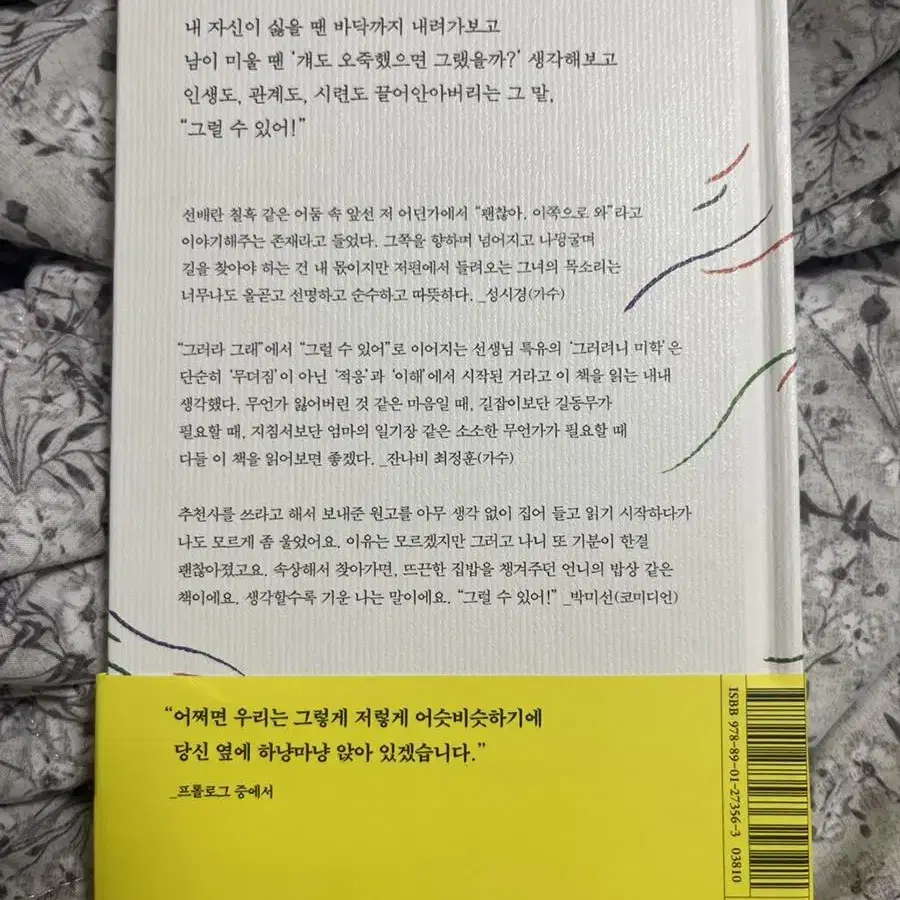 내 자신이 싫을 땐 바닥까지 내려가보고
남이 미울 땐 ‘걔도 오죽했으면 그랬을까?’ 생각해보고
인생도, 관계도, 시련도 끌어안아버리는 그 말,
“그럴 수 있어!”
선배란 칠흑 같은 어둠 속 앞선 저 어딘가에서 “괜찮아. 이쪽으로 와”라고
이야기해주는 존재라고 들었다. 그쪽을 향하며 넘어지고 나뒹굴며
길을 찾아야 하는 건 내 몫이지만 저편에서 들려오는 그녀의 목소리는
너무나도 올곧고 선명하고 순수하고 따뜻하다. _성시경(가수)
“그러라 그래”에서 “그럴 수 있어”로 이어지는 선생님 특유의 ‘그러려니 미학’은
단순히 ‘무뎌짐’이 아닌 ‘적응’과 ‘이해’에서 시작된 거라고 이 책을 읽는 내내
생각했다. 무언가 잃어버린 것 같은 마음일 때, 길잡이보단 길동무가
필요할 때, 지침서보단 엄마의 일기장 같은 소소한 무언가가 필요할 때
다들 이 책을 읽어보면 좋겠다. _잔나비 최정훈(가수)
추천사를 쓰라고 해서 보내준 원고를 아무 생각 없이 집어 들고 읽기 시작하다가
나도 모르게 좀 울었어요. 이유는 모르겠지만 그러고 나니 또 기분이 한결
괜찮아졌고요. 속상해서 찾아가면, 뜨끈한 집밥을 챙겨주던 언니의 밥상 같은
책이에요. 생각할수록 기운 나는 말이에요. “그럴 수 있어!” _박미선(코미디언)
“어쩌면 우리는 그렇게 저렇게 어슷비슷하기에
당신 옆에 하냥마냥 앉아 있겠습니다.”
_프롤로그 중에서
ISBB 978-89-01-27356-3 03810